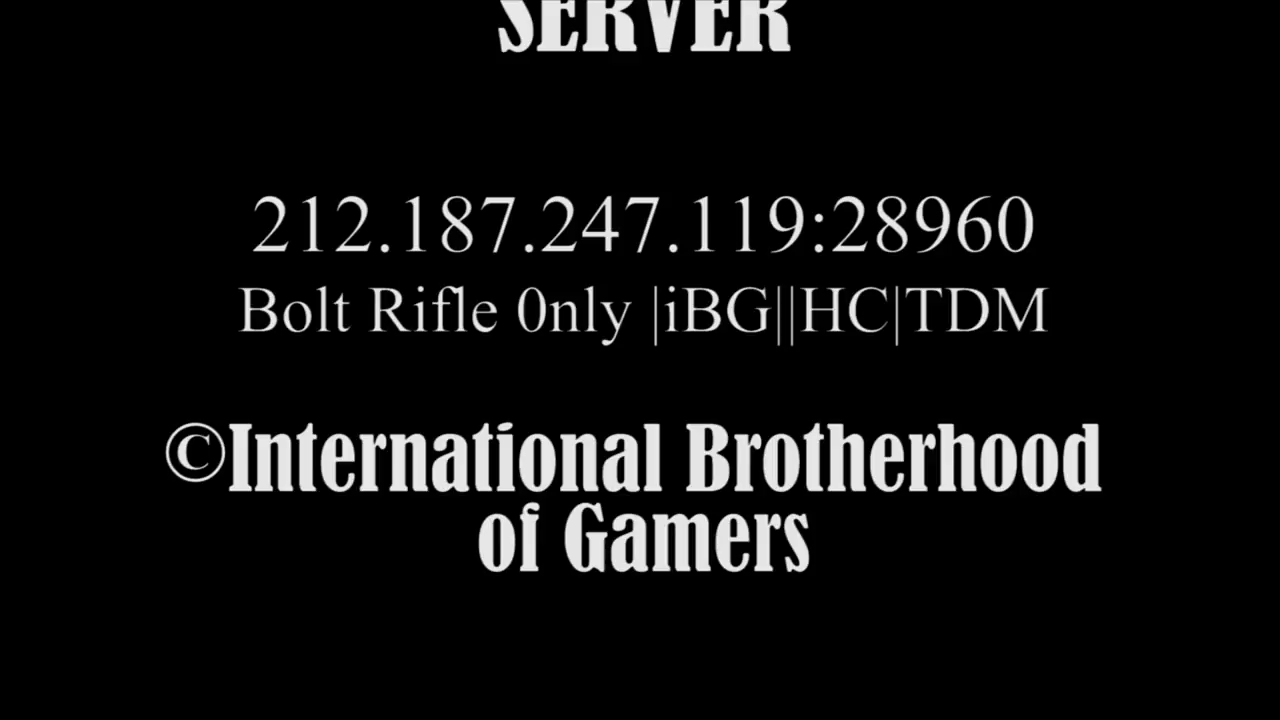 SERVER
212.187.247.119:28960
Bolt Rifle 0nly |iBG||HC|TDM
©International Brotherhood
of Gamers